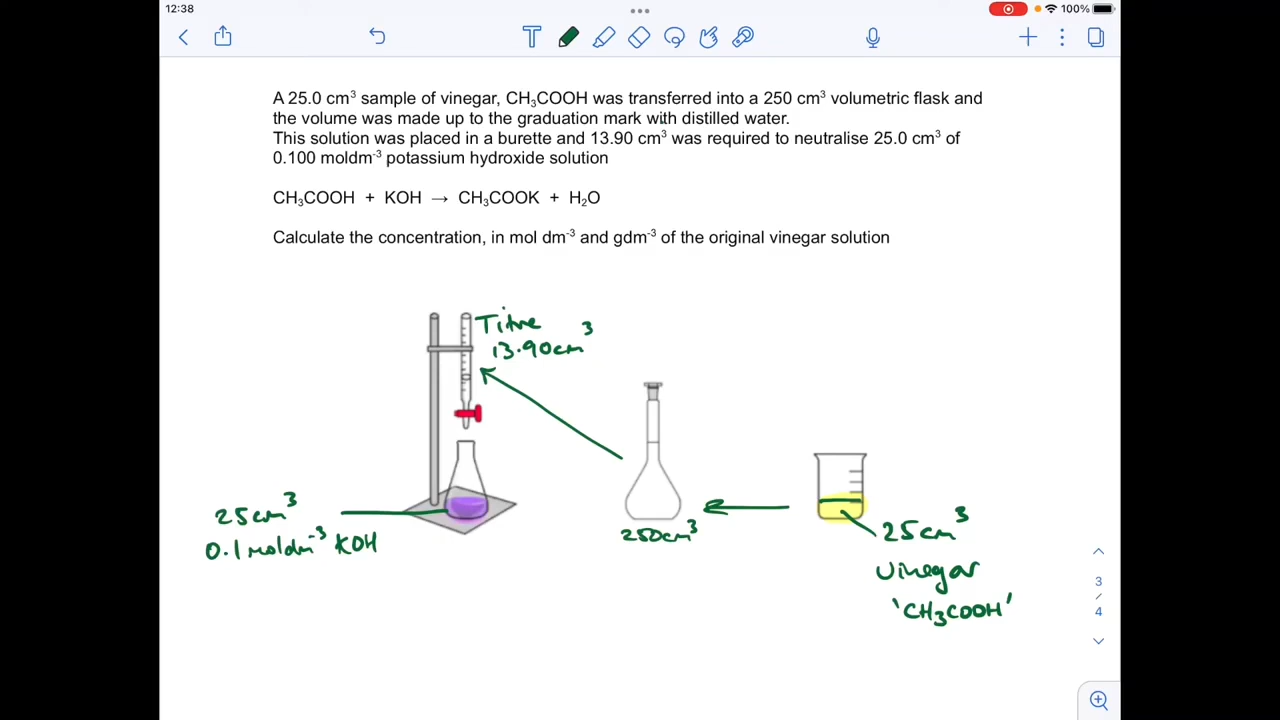 12:38
100%
A 25.0 cm³ sample of vinegar, CH₃COOH was transferred into a 250 cm³ volumetric flask and
the volume was made up to the graduation mark with distilled water.
This solution was placed in a burette and 13.90 cm³ was required to neutralise 25.0 cm³ of
0.100 moldm⁻³ potassium hydroxide solution
CH₃COOH + KOH → CH₃COOK + H₂O
Calculate the concentration, in mol dm⁻³ and gdm⁻³ of the original vinegar solution
Titre
13.90cm³
25cm³
0.1moldm⁻³ KOH
250cm³
25cm³
Vinegar
'CH₃COOH'
3
/
4